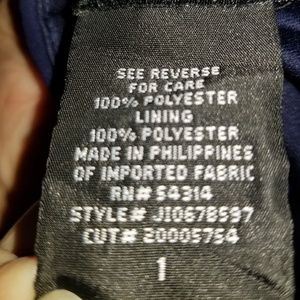 SEE REVERSE
FOR CARE
100% POLYESTER
LINING
100% POLYESTER
MADE IN PHILIPPINES
OF IMPORTED FABRIC
RN# 54314
STYLE# JI0678597
CUT# 20005754
1